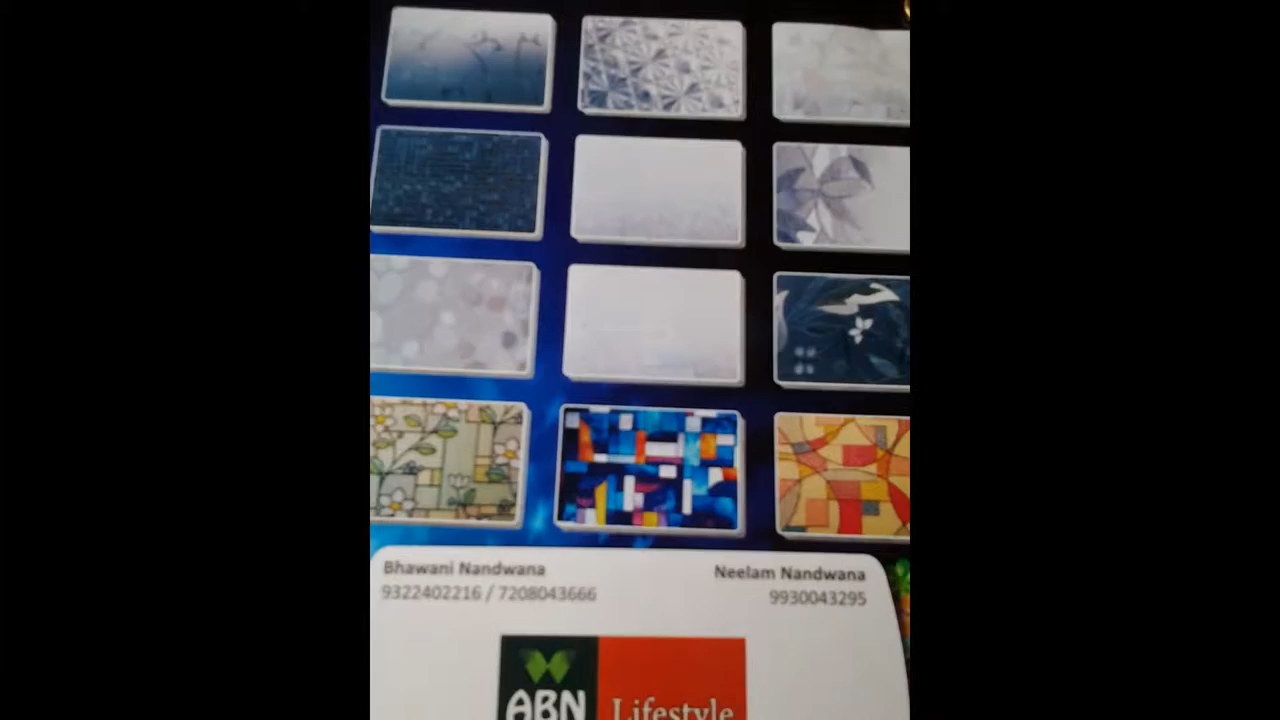 Bhawani Nandwana
9322402216 / 7208043666
Neelam Nandwana
9930043295
ABN
Lifestyle